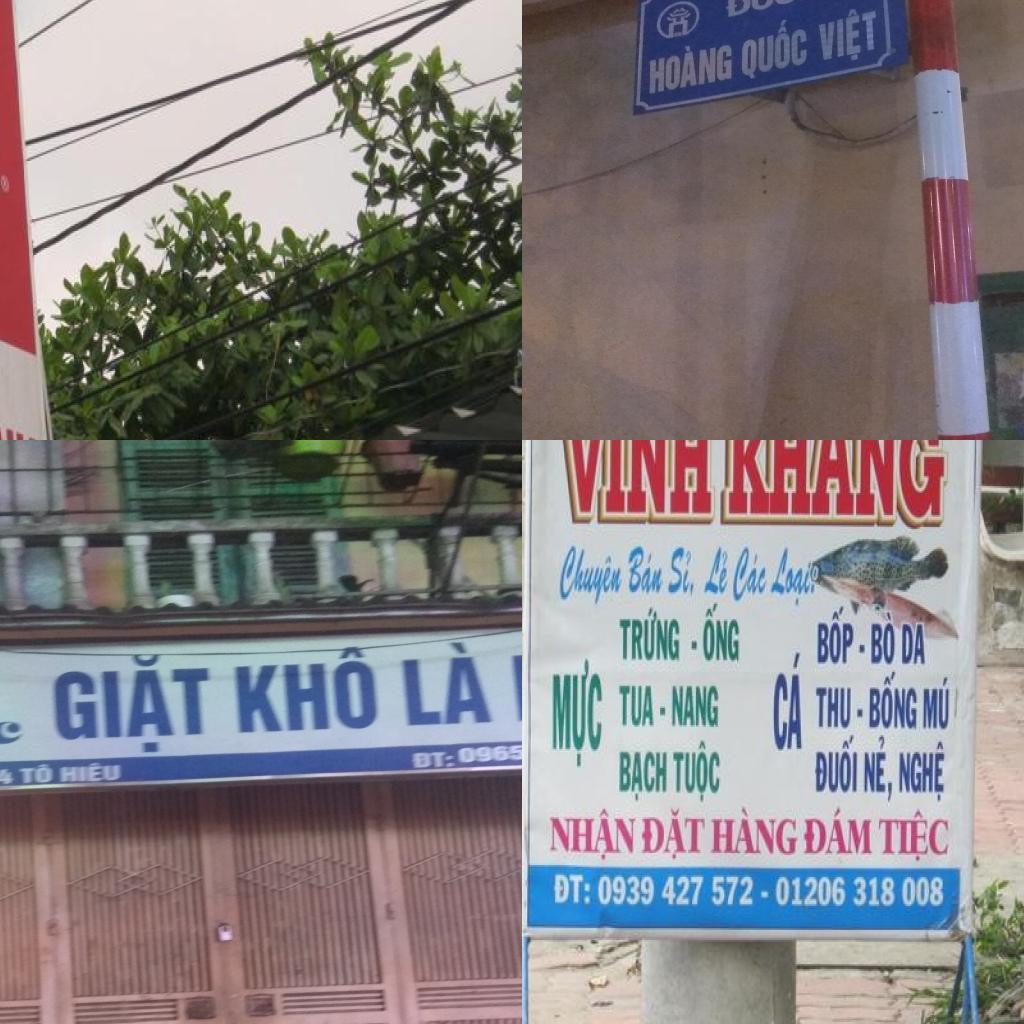 HOÀNG QUỐC VIỆT
GIẶT KHÔ LÀ
4 TÔ HIỆU
ĐT: 0965
VĨNH KHANG
Chuyên Bán Sỉ, Lẻ Các Loại:
MỰC
TRỨNG - ỐNG
TUA - NANG
BẠCH TUỘC
CÁ
BỐP - BÒ DA
THU - BỐNG MÚ
ĐUỐI NẺ, NGHỆ
NHẬN ĐẶT HÀNG ĐÁM TIỆC
ĐT: 0939 427 572 - 01206 318 008